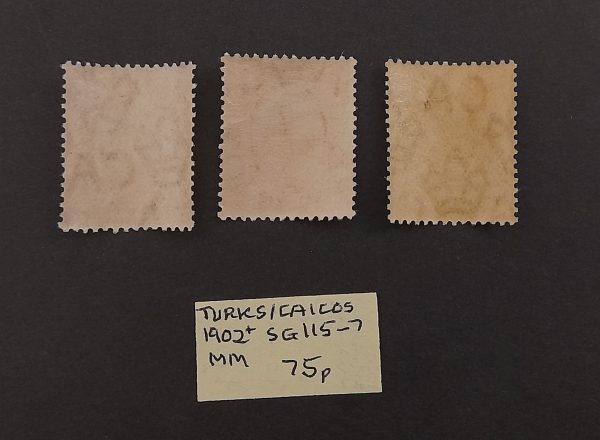 TURKS/CAICOS
1902+ SG115-7
MM 75p